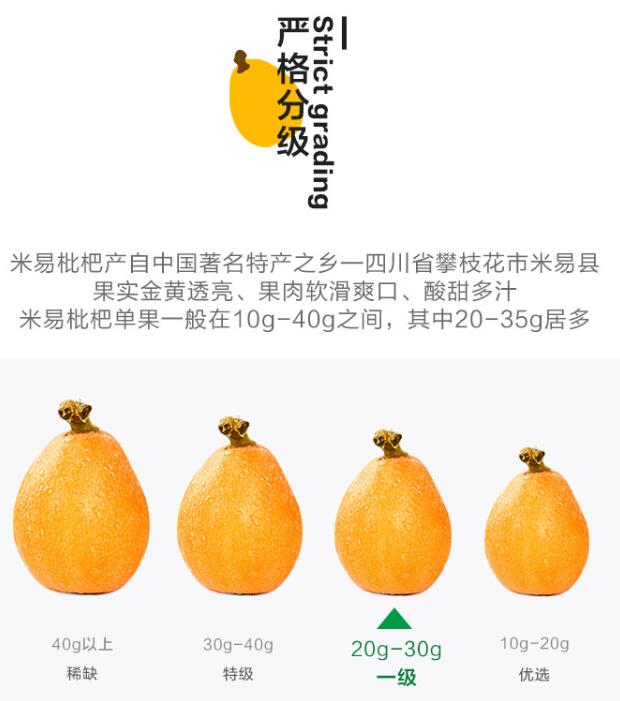 严格分级
Strict grading
米易枇杷产自中国著名特产之乡—四川省攀枝花市米易县
果实金黄透亮、果肉软滑爽口、酸甜多汁
米易枇杷单果一般在10g-40g之间，其中20-35g居多
40g以上
30g-40g
20g-30g
10g-20g
稀缺
特级
一级
优选